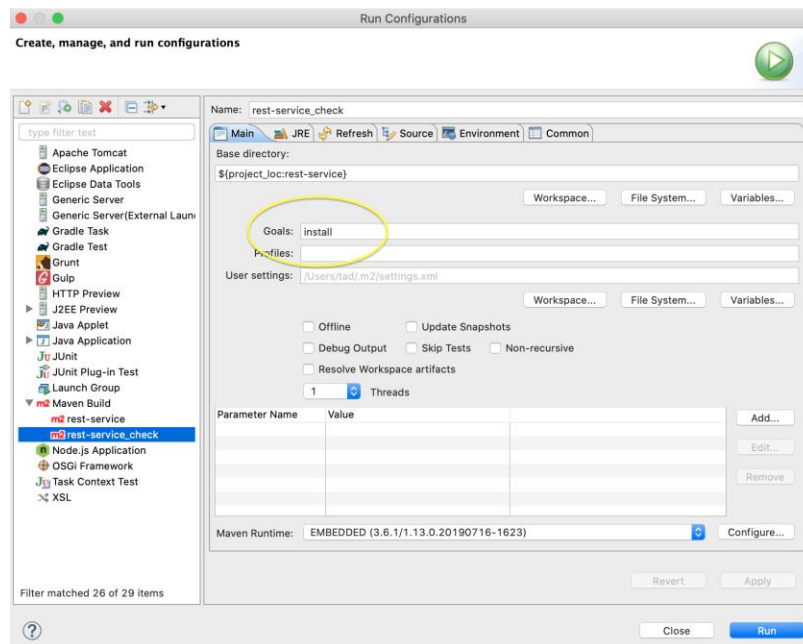 Run Configurations
Create, manage, and run configurations
type filter text
Apache Tomcat
Eclipse Application
Eclipse Data Tools
Generic Server
Generic Server(External Laun
Gradle Task
Gradle Test
Grunt
Gulp
HTTP Preview
J2EE Preview
Java Applet
Java Application
JUnit
JUnit Plug-in Test
Launch Group
m2 Maven Build
m2 rest-service
m2 rest-service_check
Node.js Application
OSGi Framework
Task Context Test
XSL
Filter matched 26 of 29 items
Name: rest-service_check
Main JRE Refresh Source Environment Common
Base directory:
${project_loc:rest-service}
Workspace... File System... Variables...
Goals: install
Profiles:
User settings: /Users/tad/.m2/settings.xml
Workspace... File System... Variables...
Offline Update Snapshots
Debug Output Skip Tests Non-recursive
Resolve Workspace artifacts
1 Threads
Parameter Name Value
Add...
Edit...
Remove
Maven Runtime: EMBEDDED (3.6.1/1.13.0.20190716-1623) Configure...
Revert Apply
? Close Run